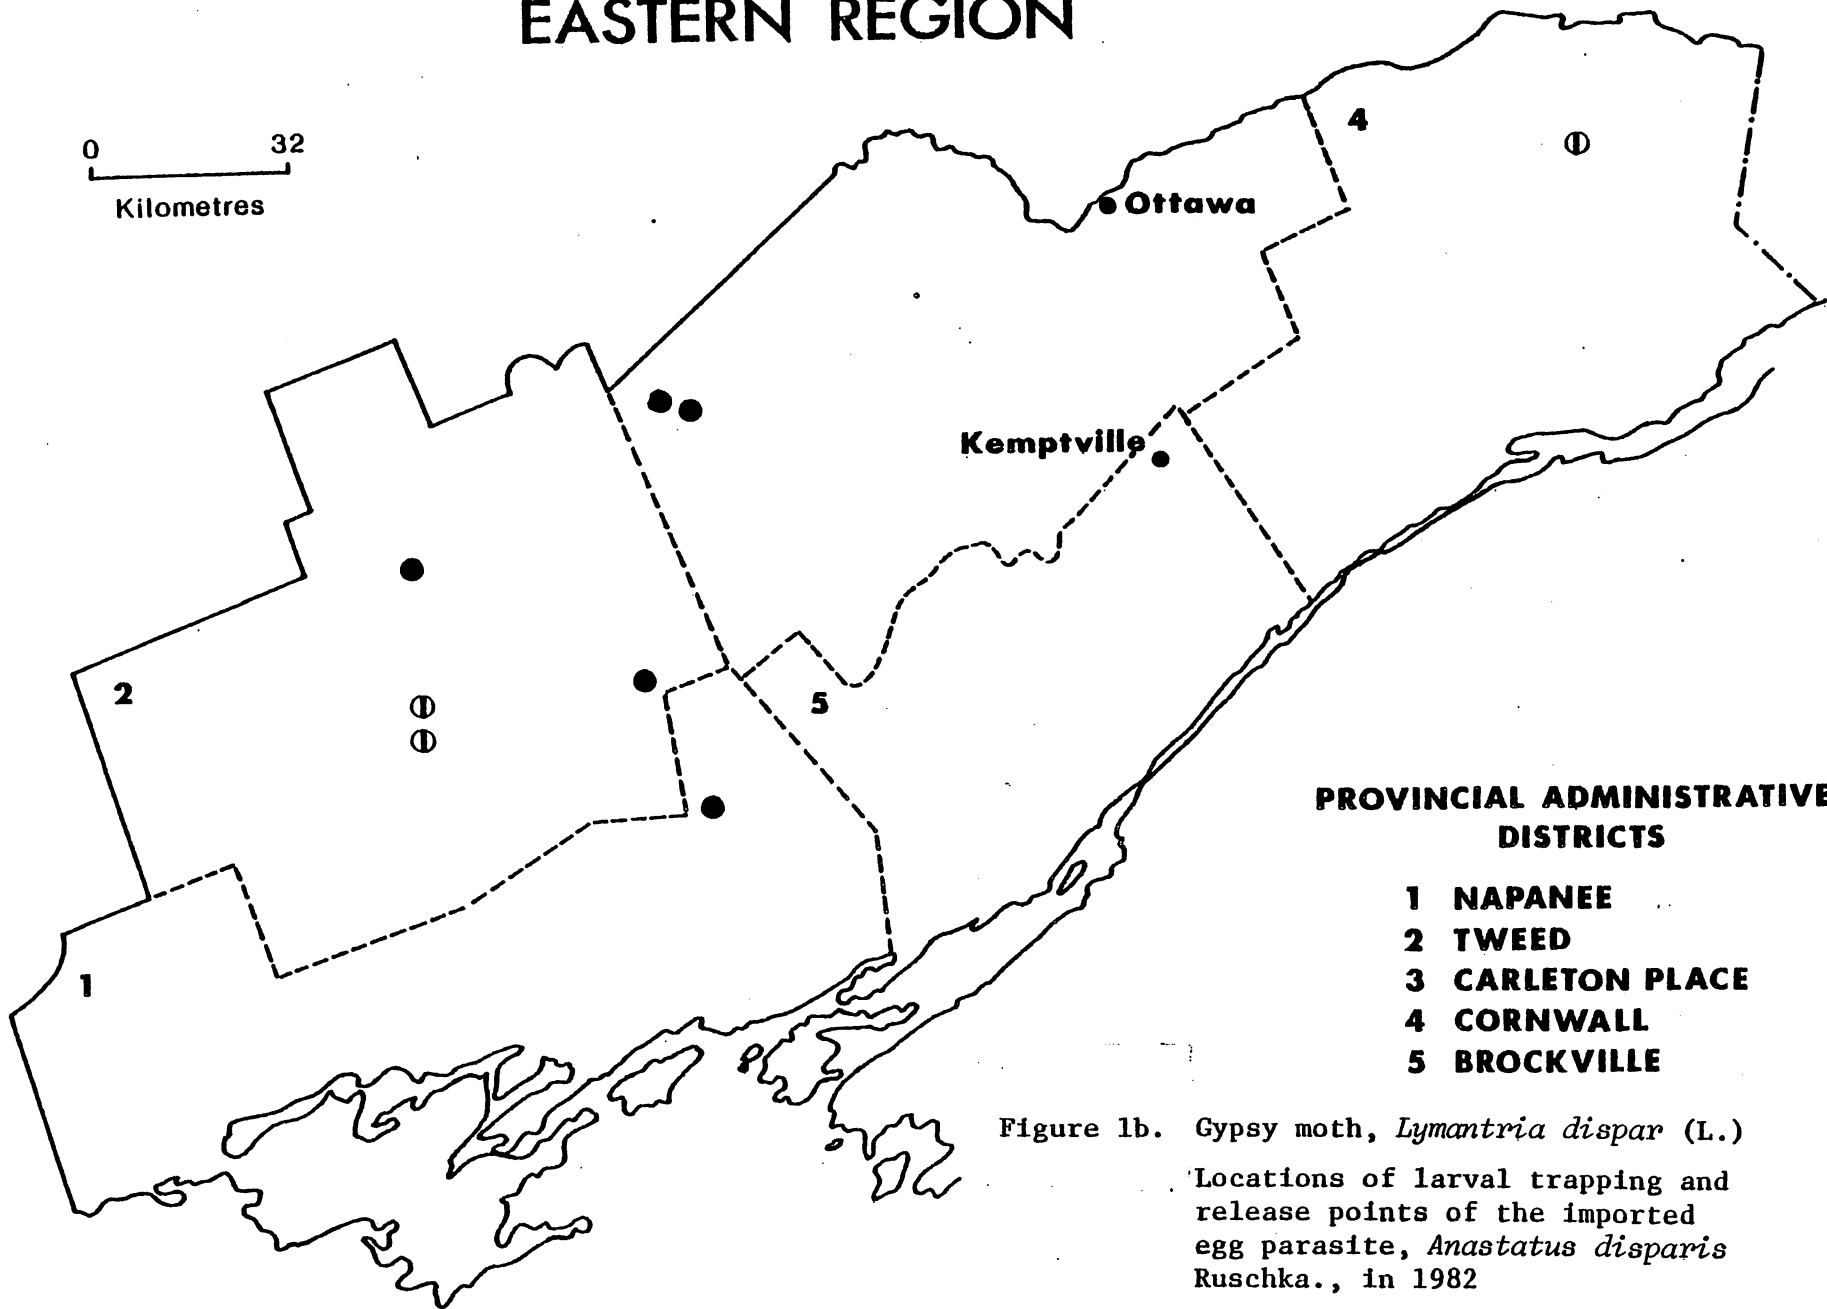 EASTERN REGION
0 32
Kilometres
4
Ottawa
Kemptville
2
5
1
PROVINCIAL ADMINISTRATIVE
DISTRICTS
1 NAPANEE
2 TWEED
3 CARLETON PLACE
4 CORNWALL
5 BROCKVILLE
Figure 1b. Gypsy moth, Lymantria dispar (L.)
Locations of larval trapping and
release points of the imported
egg parasite, Anastatus disparis
Ruschka., in 1982